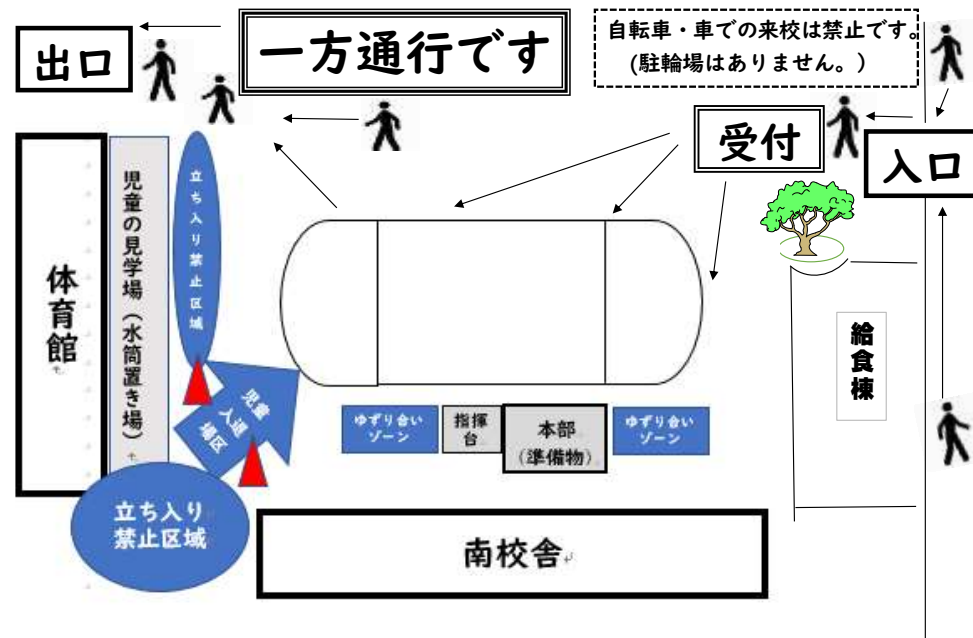 出口
一方通行です
自転車・車での来校は禁止です。
(駐輪場はありません。)
受付
入口
体育館
児童の見学場（水筒置き場）
立ち入り禁止区域
児童
入退
場区
ゆずり合い
ゾーン
指揮
台
本部
(準備物)
ゆずり合い
ゾーン
給食棟
立ち入り
禁止区域
南校舎